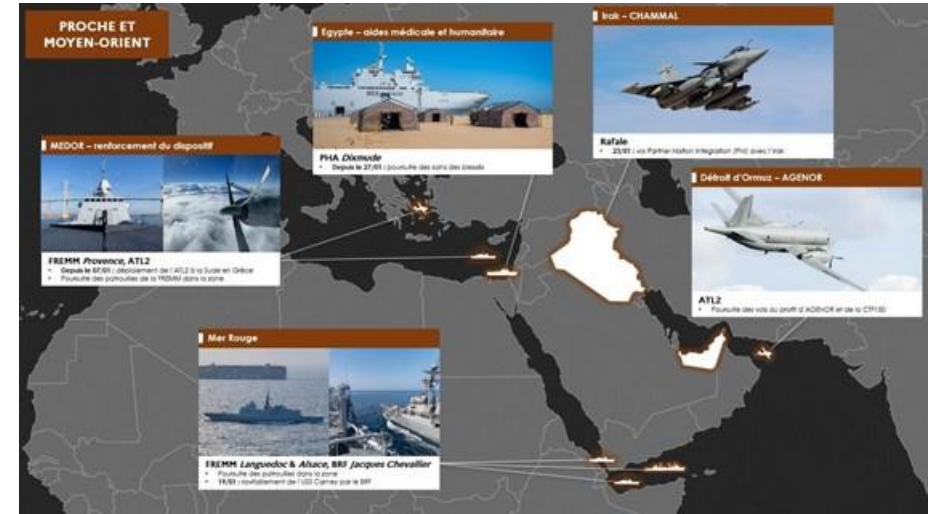 PROCHE ET
MOYEN-ORIENT
Egypte – aides médicale et humanitaire
PHA Dixmude
• Depuis le 27/01 : poursuite des soins des blessés
Irak – CHAMMAL
Rafale
• 23/01 : vol Partner Nation Integration (PNI) avec l'Irak
MEDOR – renforcement du dispositif
FREMM Provence, ATL2
• Depuis le 07/01 : déploiement de l'ATL2 à la Sude en Grèce
• Poursuite des patrouilles de la FREMM dans la zone
Détroit d'Ormuz – AGENOR
ATL2
• Poursuite des vols au profit d'AGENOR et de la CTF150
Mer Rouge
FREMM Languedoc & Alsace, BRF Jacques Chevallier
• Poursuite des patrouilles dans la zone
• 19/01 : ravitaillement de l'USS Carney par le BRF